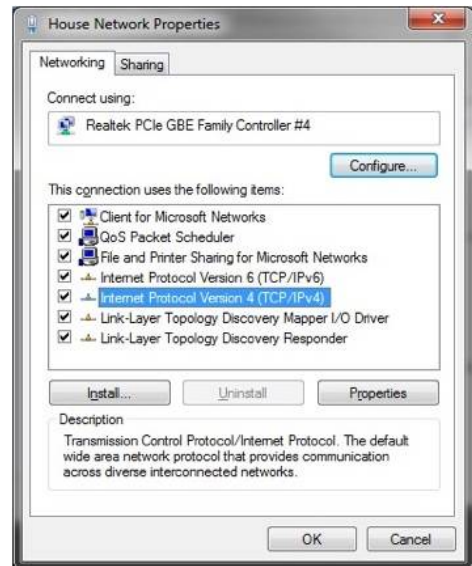 House Network Properties
Networking
Sharing
Connect using:
Realtek PCIe GBE Family Controller #4
Configure...
This connection uses the following items:
Client for Microsoft Networks
QoS Packet Scheduler
File and Printer Sharing for Microsoft Networks
Internet Protocol Version 6 (TCP/IPv6)
Internet Protocol Version 4 (TCP/IPv4)
Link-Layer Topology Discovery Mapper I/O Driver
Link-Layer Topology Discovery Responder
Install...
Uninstall
Properties
Description
Transmission Control Protocol/Internet Protocol. The default
wide area network protocol that provides communication
across diverse interconnected networks.
OK
Cancel